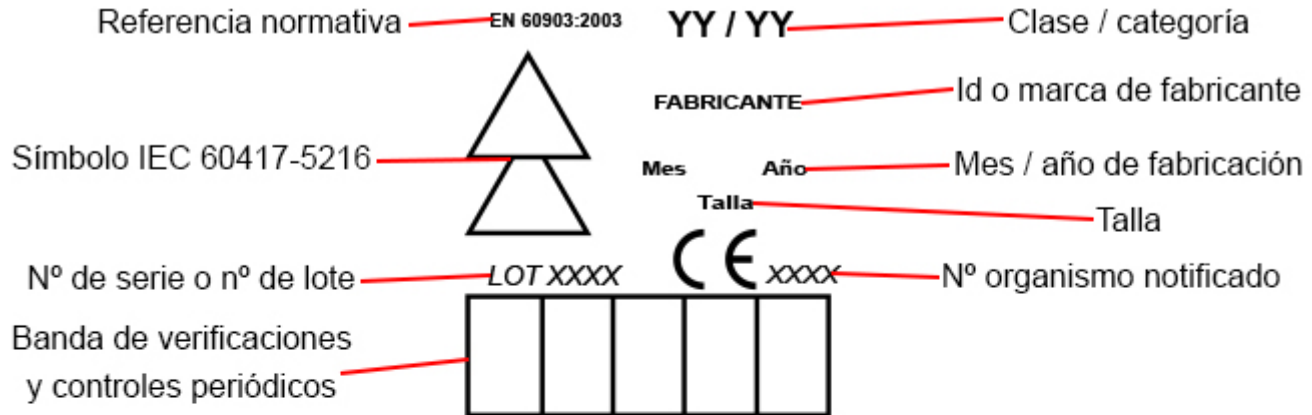 Referencia normativa
EN 60903:2003
YY / YY
Clase / categoría
FABRICANTE
Id o marca de fabricante
Símbolo IEC 60417-5216
Mes
Año
Mes / año de fabricación
Talla
Talla
Nº de serie o nº de lote
LOT XXXX
CE
XXXX
Nº organismo notificado
Banda de verificaciones
y controles periódicos